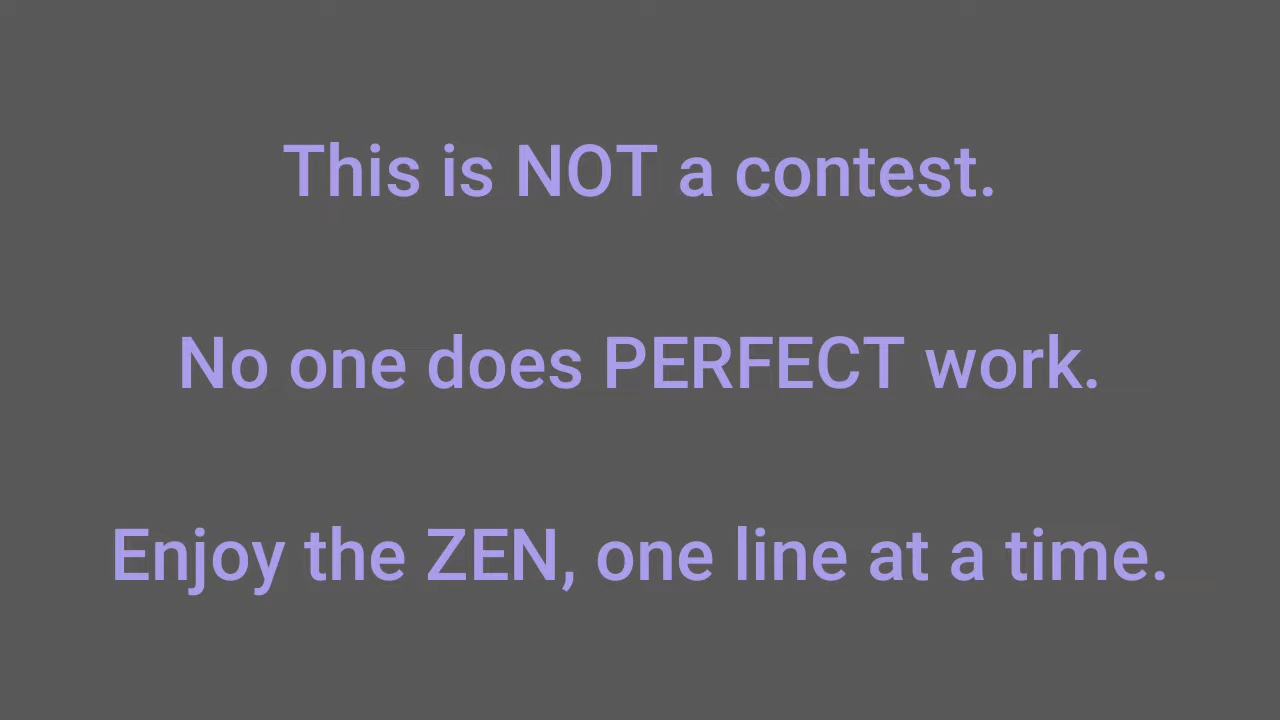 This is NOT a contest.
No one does PERFECT work.
Enjoy the ZEN, one line at a time.